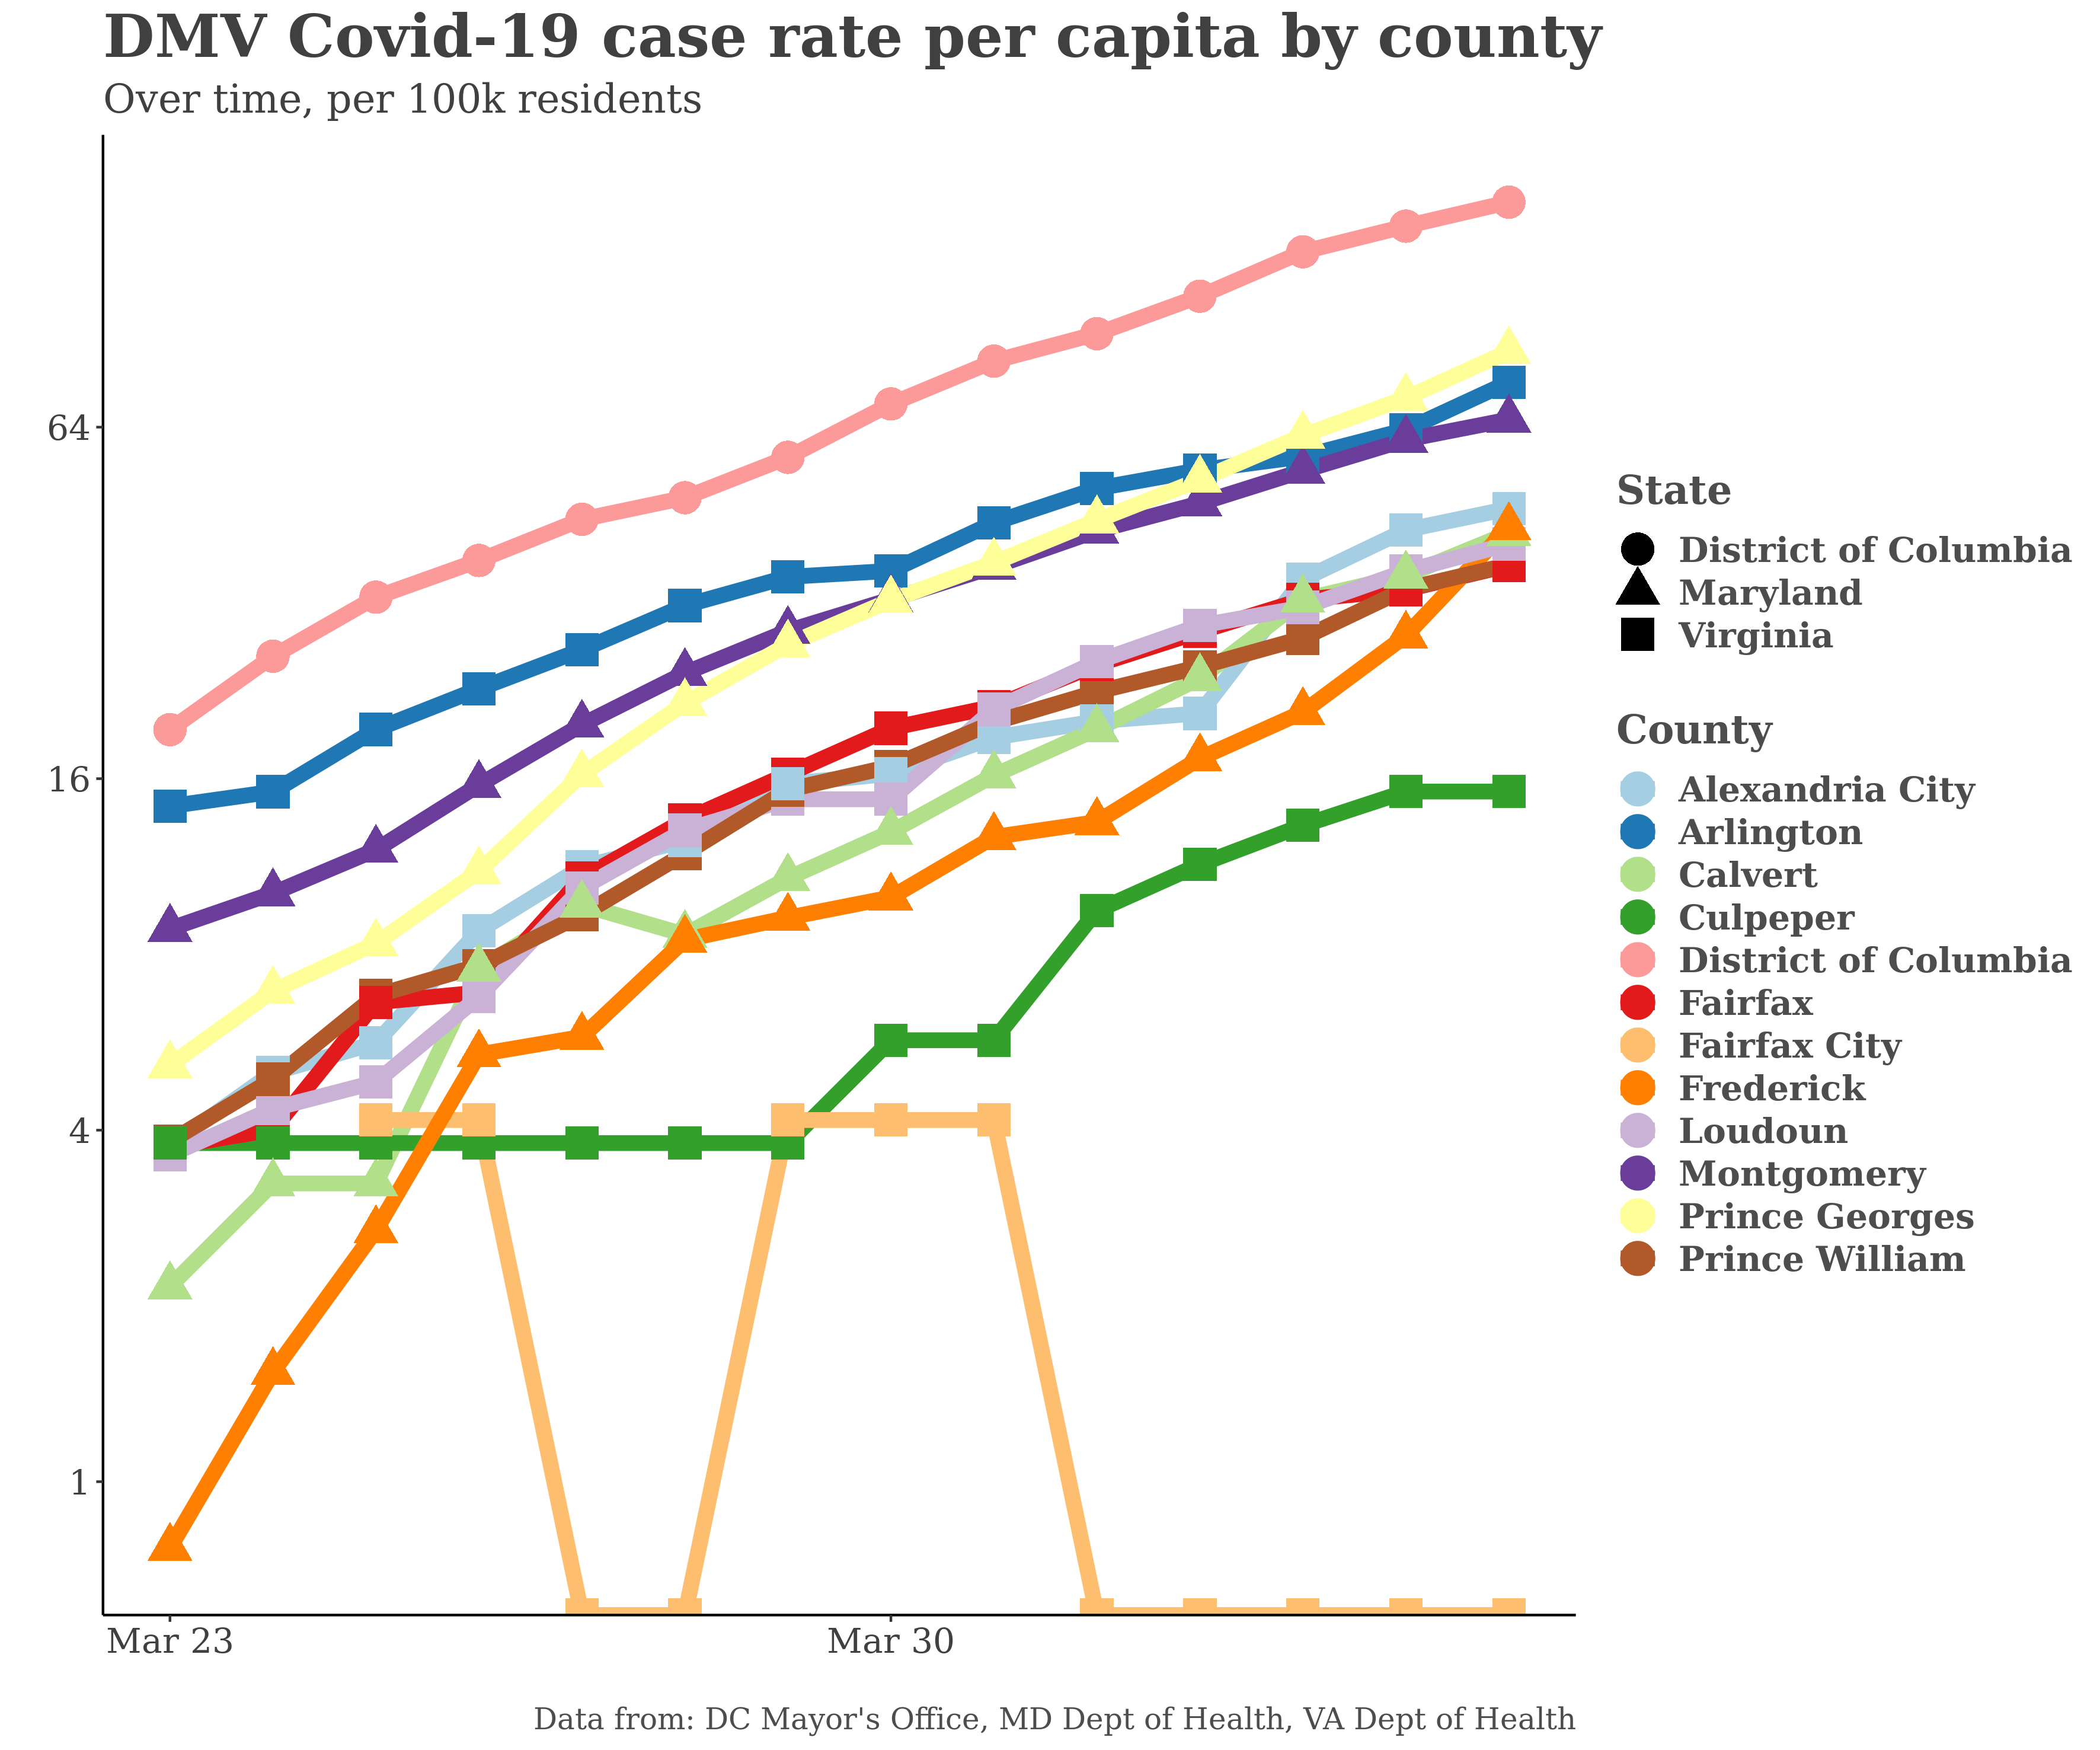 DMV Covid-19 case rate per capita by county
Over time, per 100k residents
64
16
4
1
Mar 23
Mar 30
State
District of Columbia
Maryland
Virginia
County
Alexandria City
Arlington
Calvert
Culpeper
District of Columbia
Fairfax
Fairfax City
Frederick
Loudoun
Montgomery
Prince Georges
Prince William
Data from: DC Mayor's Office, MD Dept of Health, VA Dept of Health